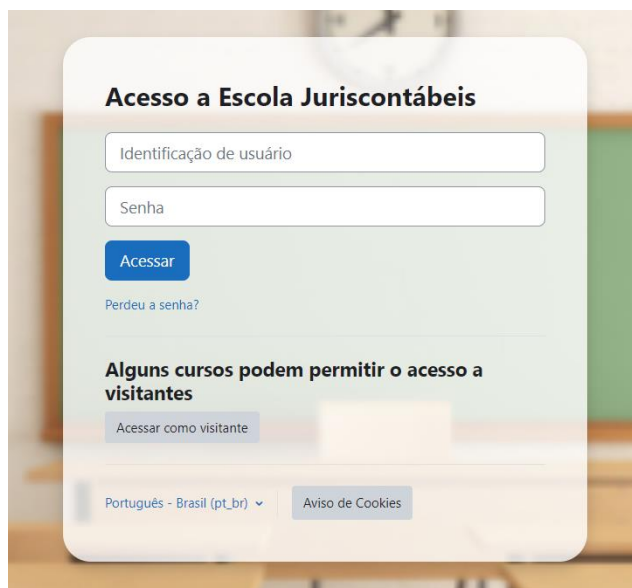 Acesso a Escola Juriscontábeis
Identificação de usuário
Senha
Acessar
Perdeu a senha?
Alguns cursos podem permitir o acesso a
visitantes
Acessar como visitante
Português - Brasil (pt_br)
Aviso de Cookies